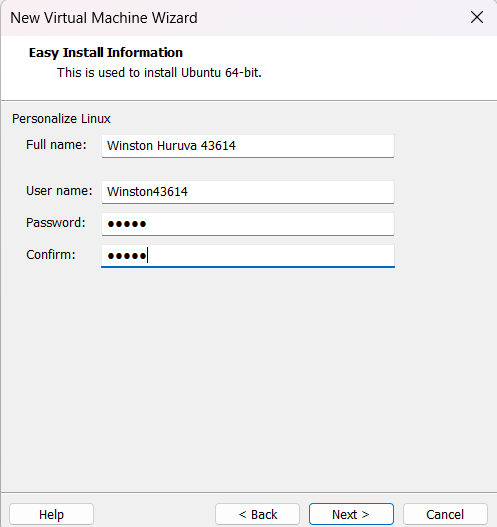 New Virtual Machine Wizard
Easy Install Information
This is used to install Ubuntu 64-bit.
Personalize Linux
Full name: Winston Huruva 43614
User name: Winston43614
Password: ●●●●●
Confirm: ●●●●●
Help < Back Next > Cancel